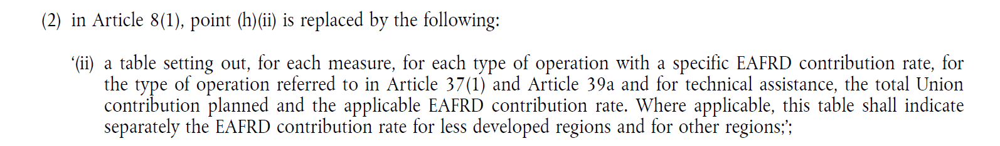 (2) in Article 8(1), point (h)(ii) is replaced by the following:
‘(ii) a table setting out, for each measure, for each type of operation with a specific EAFRD contribution rate, for
the type of operation referred to in Article 37(1) and Article 39a and for technical assistance, the total Union
contribution planned and the applicable EAFRD contribution rate. Where applicable, this table shall indicate
separately the EAFRD contribution rate for less developed regions and for other regions;’;